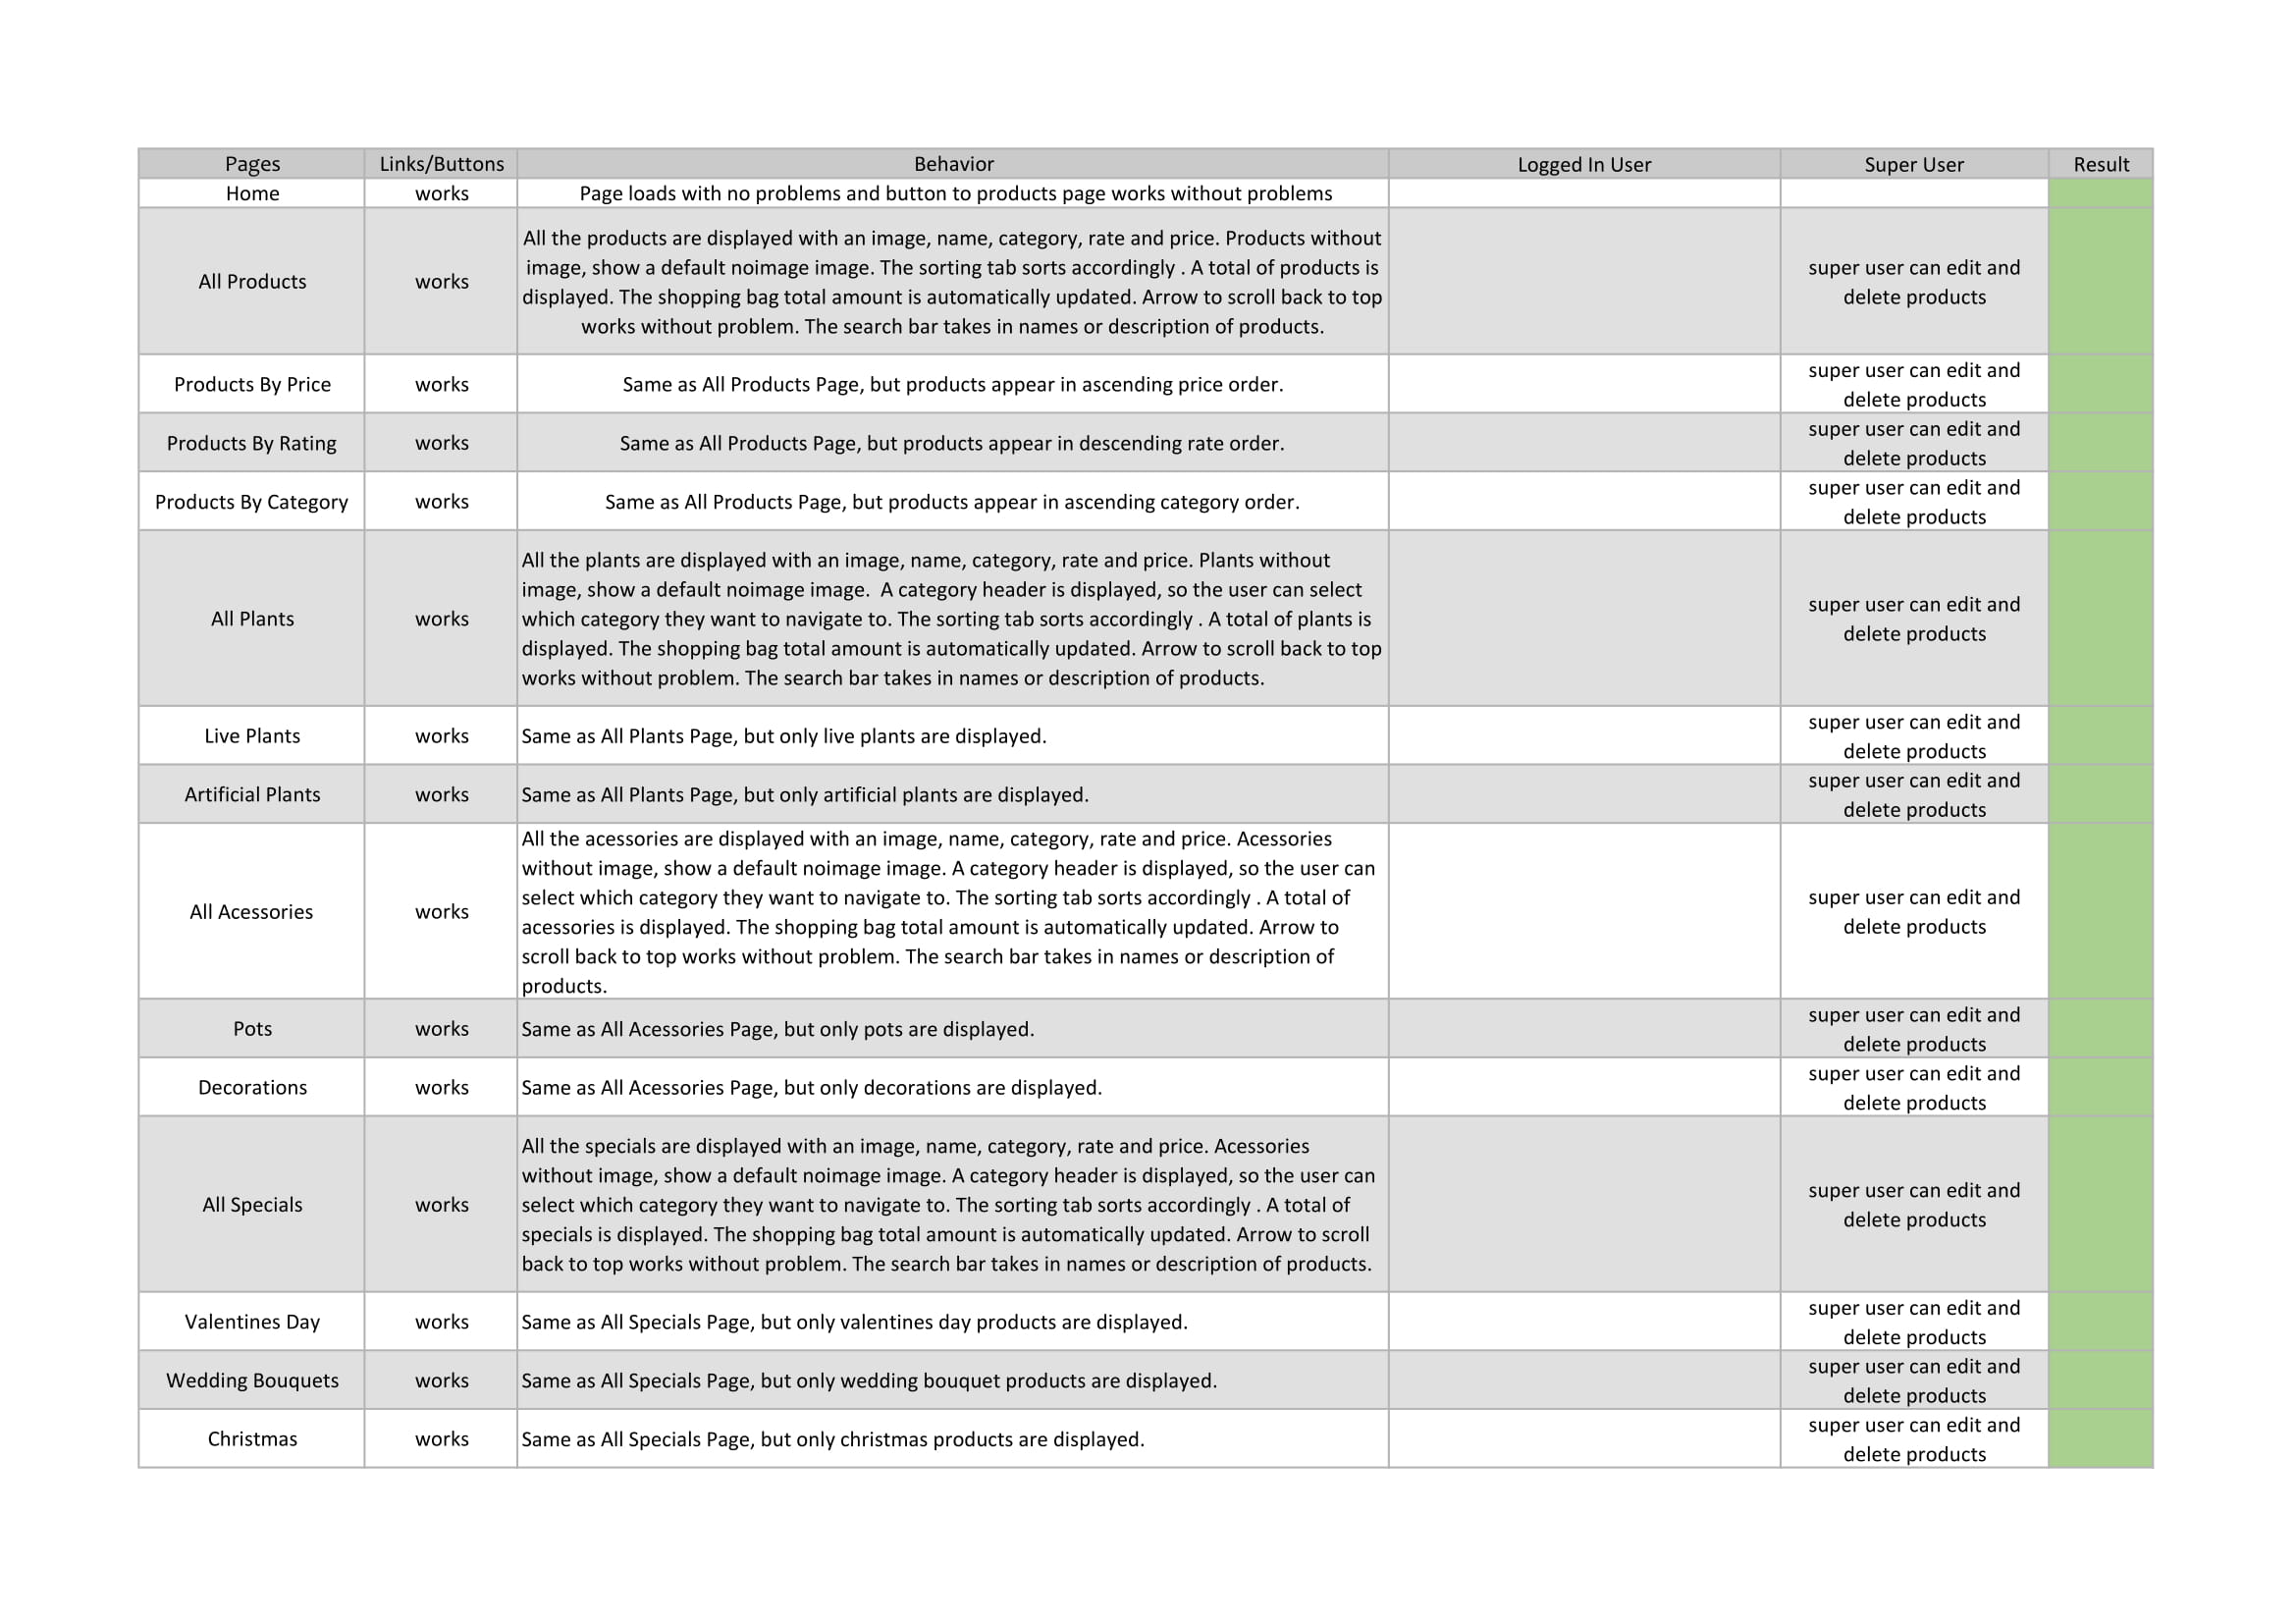 Pages Links/Buttons Behavior Logged In User Super User Result
Home works Page loads with no problems and button to products page works without problems
All Products works All the products are displayed with an image, name, category, rate and price. Products without
image, show a default noimage image. The sorting tab sorts accordingly . A total of products is
displayed. The shopping bag total amount is automatically updated. Arrow to scroll back to top
works without problem. The search bar takes in names or description of products.
super user can edit and
delete products
Products By Price works Same as All Products Page, but products appear in ascending price order.
super user can edit and
delete products
Products By Rating works Same as All Products Page, but products appear in descending rate order.
super user can edit and
delete products
Products By Category works Same as All Products Page, but products appear in ascending category order.
super user can edit and
delete products
All Plants works All the plants are displayed with an image, name, category, rate and price. Plants without
image, show a default noimage image.  A category header is displayed, so the user can select
which category they want to navigate to. The sorting tab sorts accordingly . A total of plants is
displayed. The shopping bag total amount is automatically updated. Arrow to scroll back to top
works without problem. The search bar takes in names or description of products.
super user can edit and
delete products
Live Plants works Same as All Plants Page, but only live plants are displayed.
super user can edit and
delete products
Artificial Plants works Same as All Plants Page, but only artificial plants are displayed.
super user can edit and
delete products
All Acessories works All the acessories are displayed with an image, name, category, rate and price. Acessories
without image, show a default noimage image. A category header is displayed, so the user can
select which category they want to navigate to. The sorting tab sorts accordingly . A total of
acessories is displayed. The shopping bag total amount is automatically updated. Arrow to
scroll back to top works without problem. The search bar takes in names or description of
products.
super user can edit and
delete products
Pots works Same as All Acessories Page, but only pots are displayed.
super user can edit and
delete products
Decorations works Same as All Acessories Page, but only decorations are displayed.
super user can edit and
delete products
All Specials works All the specials are displayed with an image, name, category, rate and price. Acessories
without image, show a default noimage image. A category header is displayed, so the user can
select which category they want to navigate to. The sorting tab sorts accordingly . A total of
specials is displayed. The shopping bag total amount is automatically updated. Arrow to scroll
back to top works without problem. The search bar takes in names or description of products.
super user can edit and
delete products
Valentines Day works Same as All Specials Page, but only valentines day products are displayed.
super user can edit and
delete products
Wedding Bouquets works Same as All Specials Page, but only wedding bouquet products are displayed.
super user can edit and
delete products
Christmas works Same as All Specials Page, but only christmas products are displayed.
super user can edit and
delete products